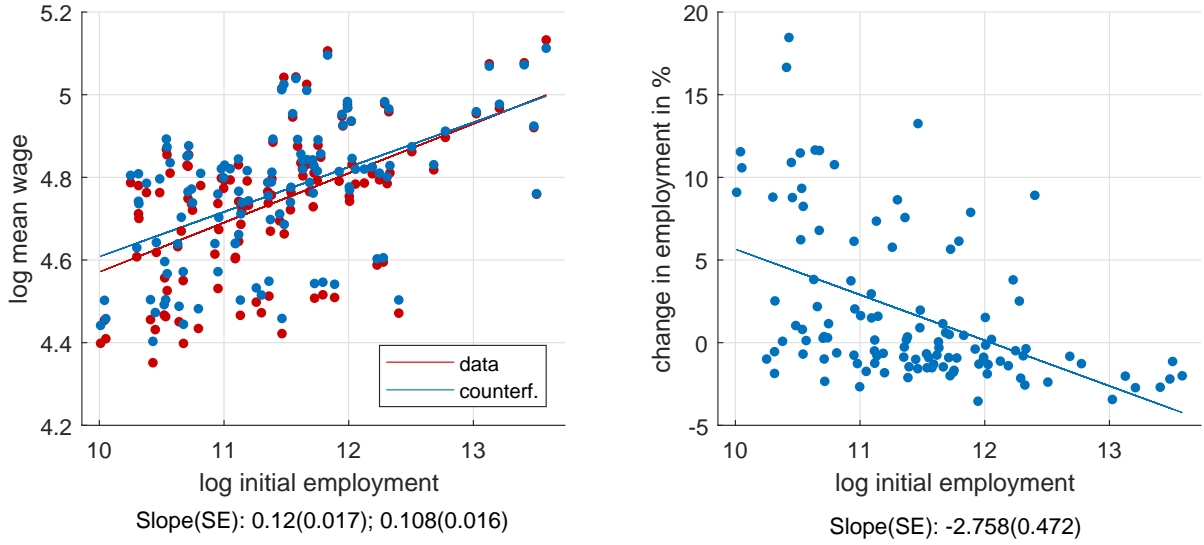 5.2
5
4.8
4.6
4.4
4.2
log mean wage
data
counterf.
10
11
12
13
log initial employment
Slope(SE): 0.12(0.017); 0.108(0.016)
20
15
10
5
0
-5
change in employment in %
10
11
12
13
log initial employment
Slope(SE): -2.758(0.472)